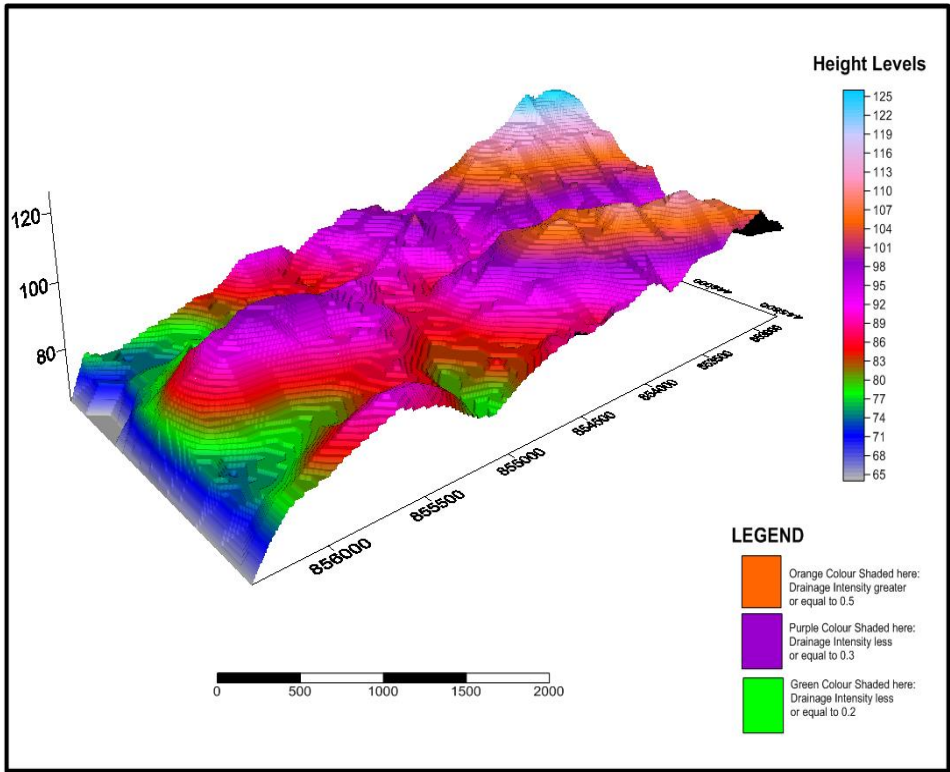 Height Levels
125
122
119
116
113
110
107
104
101
98
95
92
89
86
83
80
77
74
71
68
65
120
100
80
856000
855500
855000
854500
854000
853500
LEGEND
Orange Colour Shaded here:
Drainage Intensity greater
or equal to 0.5
Purple Colour Shaded here:
Drainage Intensity less
or equal to 0.3
Green Colour Shaded here:
Drainage Intensity less
or equal to 0.2
0 500 1000 1500 2000